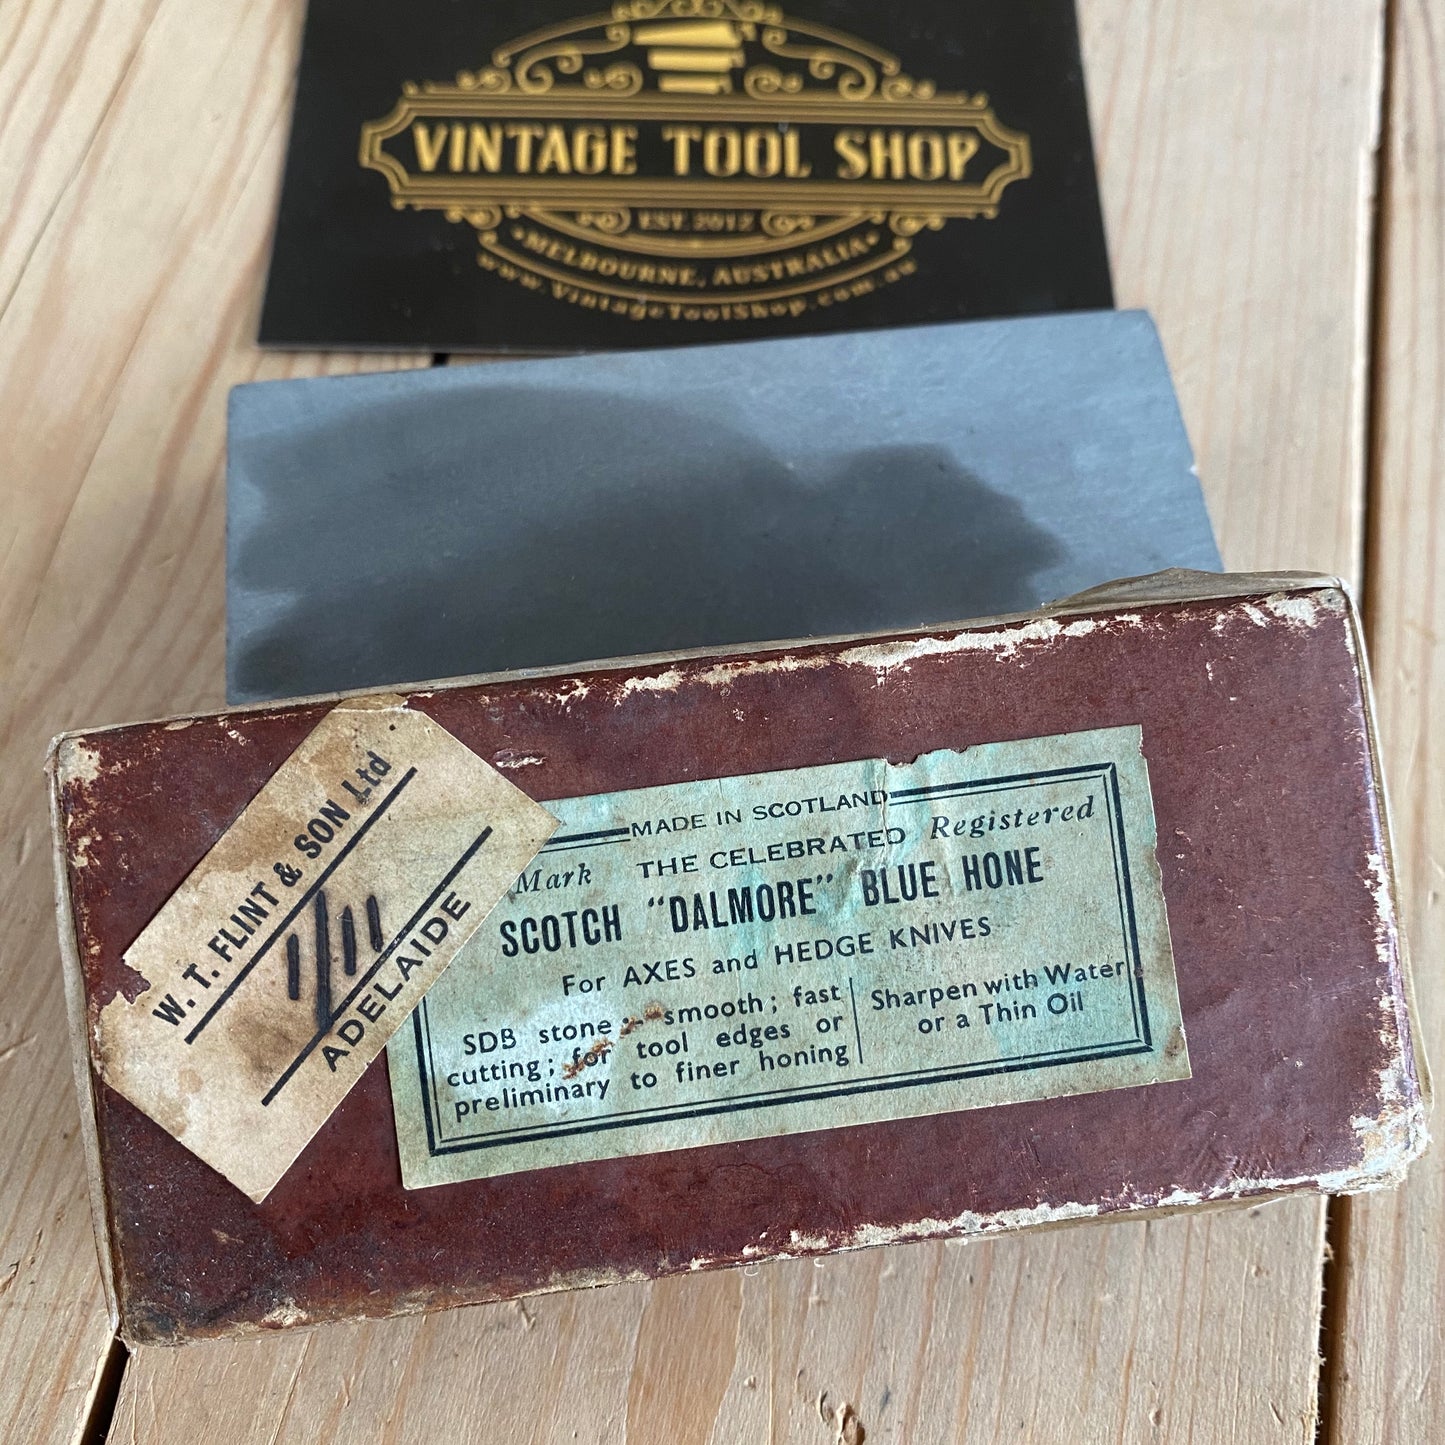 VINTAGE TOOL SHOP
EST. 2012
• MELBOURNE, AUSTRALIA •
www.VintageToolShop.com.au
W. T. FLINT & SON Ltd
1/11
ADELAIDE
MADE IN SCOTLAND
Mark THE CELEBRATED Registered
SCOTCH "DALMORE" BLUE HONE
For AXES and HEDGE KNIVES
SDB stone :- smooth ; fast
cutting ; for tool edges or
preliminary to finer honing
Sharpen with Water
or a Thin Oil